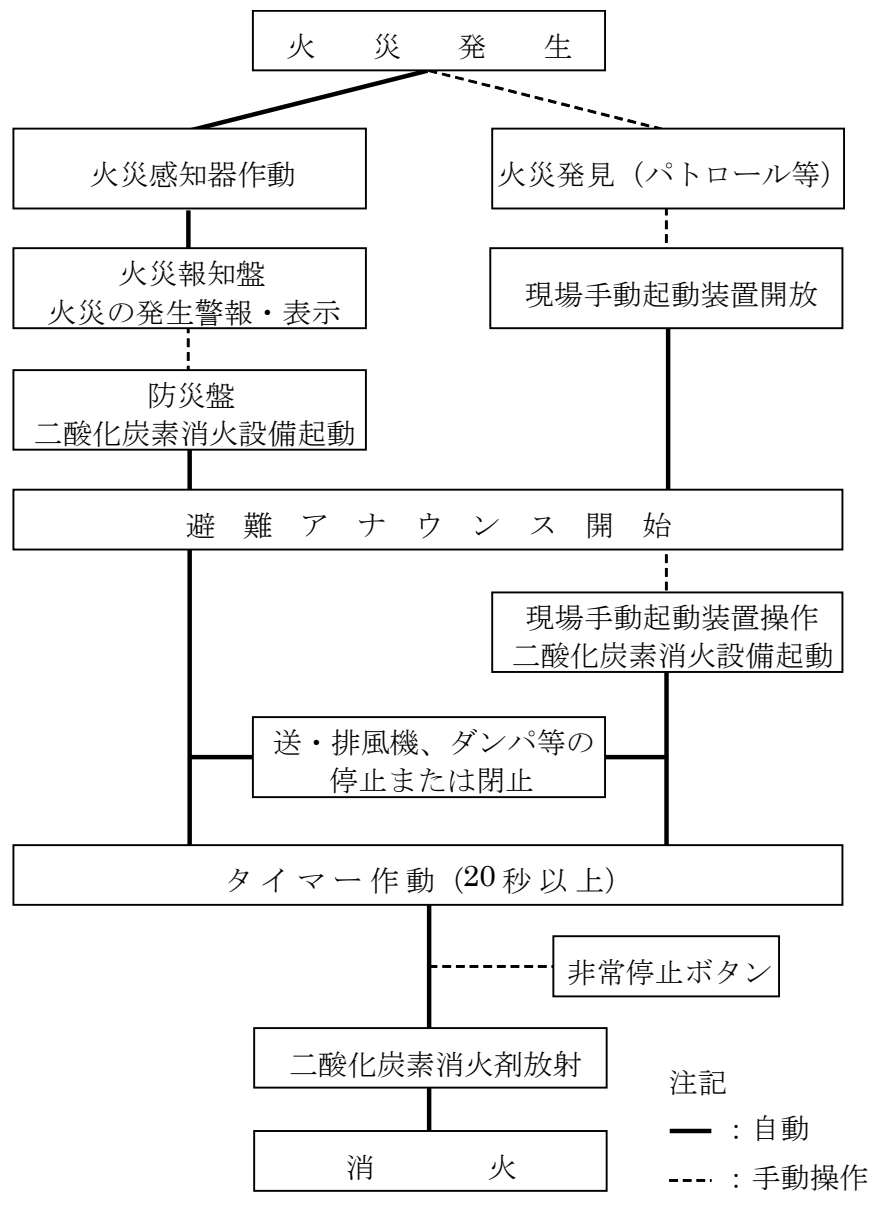 火災発生
火災感知器作動
火災発見（パトロール等）
火災報知盤
火災の発生警報・表示
現場手動起動装置開放
防災盤
二酸化炭素消火設備起動
避難アナウンス開始
現場手動起動装置操作
二酸化炭素消火設備起動
送・排風機、ダンパ等の
停止または閉止
タイマー作動（20秒以上）
非常停止ボタン
二酸化炭素消火剤放射
消火
注記
：自動
：手動操作